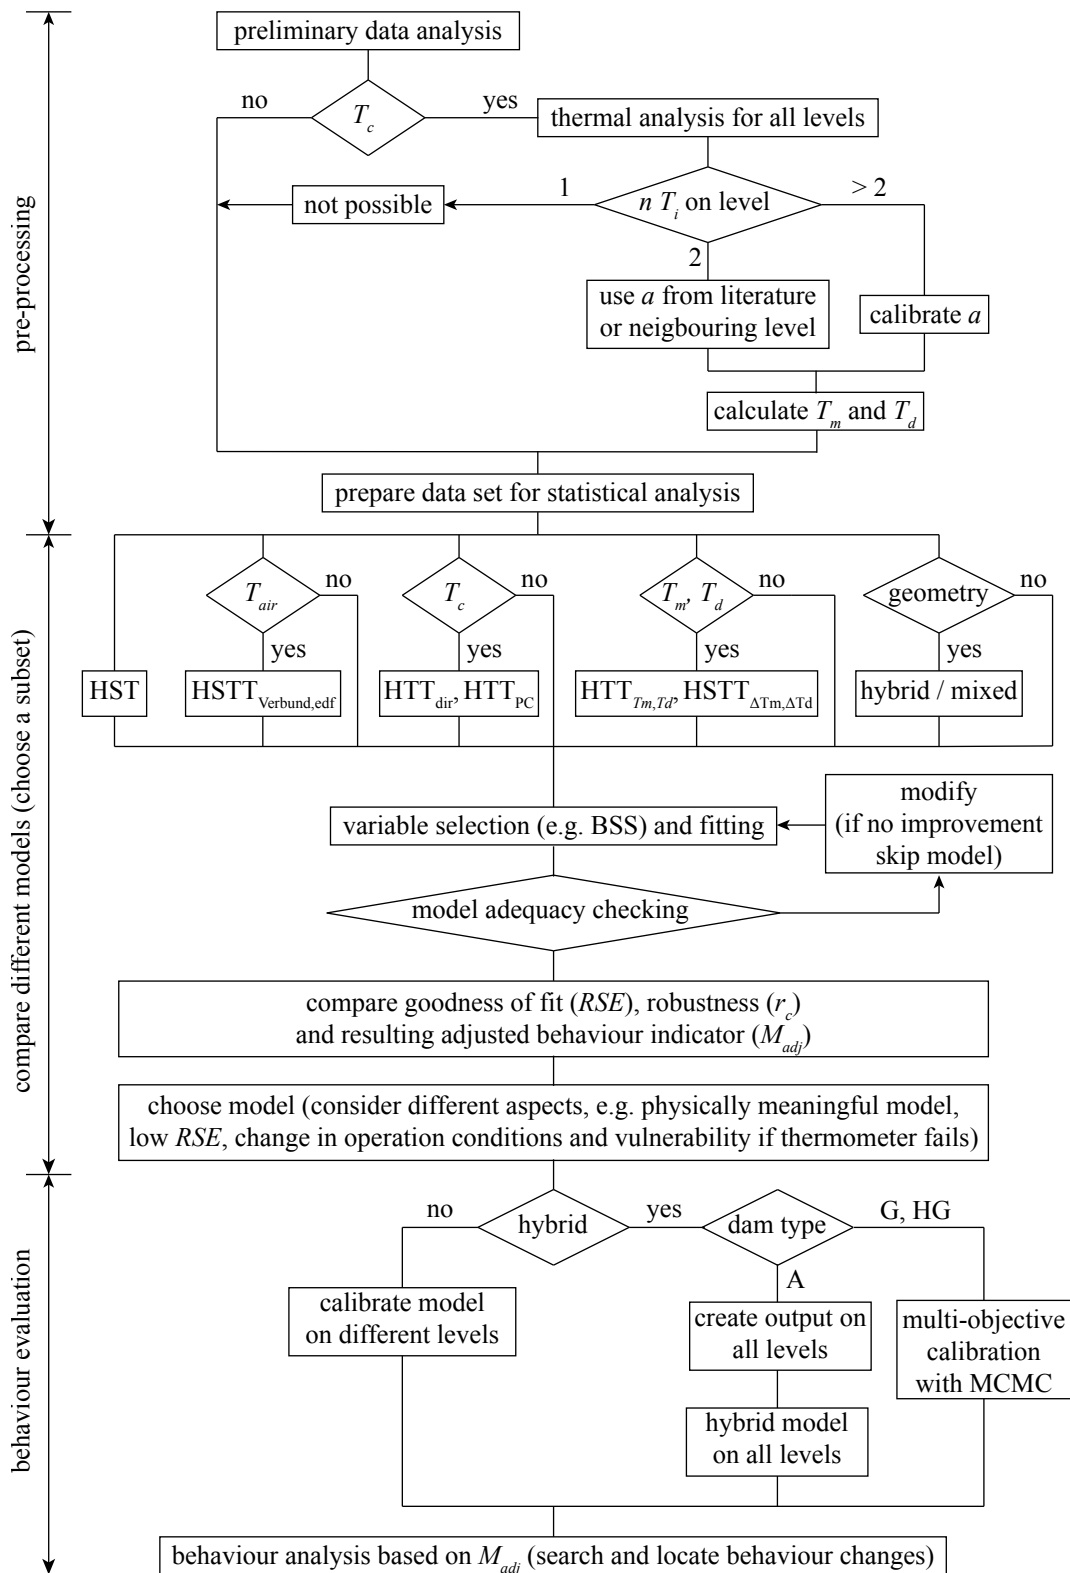 preliminary data analysis
no
T_c
yes
thermal analysis for all levels
not possible
1
n T_i on level
> 2
2
use a from literature
or neigbouring level
calibrate a
calculate T_m and T_d
prepare data set for statistical analysis
pre-processing
T_air
no
T_c
no
T_m, T_d
no
geometry
no
yes
yes
yes
yes
HST
HSTT_Verbund,edf
HTT_dir, HTT_PC
HTT_Tm,Td, HSTT_ΔTm,ΔTd
hybrid / mixed
variable selection (e.g. BSS) and fitting
modify
(if no improvement
skip model)
model adequacy checking
compare goodness of fit (RSE), robustness (r_c)
and resulting adjusted behaviour indicator (M_adj)
choose model (consider different aspects, e.g. physically meaningful model,
low RSE, change in operation conditions and vulnerability if thermometer fails)
compare different models (choose a subset)
no
hybrid
yes
dam type
G, HG
A
calibrate model
on different levels
create output on
all levels
multi-objective
calibration
with MCMC
hybrid model
on all levels
behaviour analysis based on M_adj (search and locate behaviour changes)
behaviour evaluation